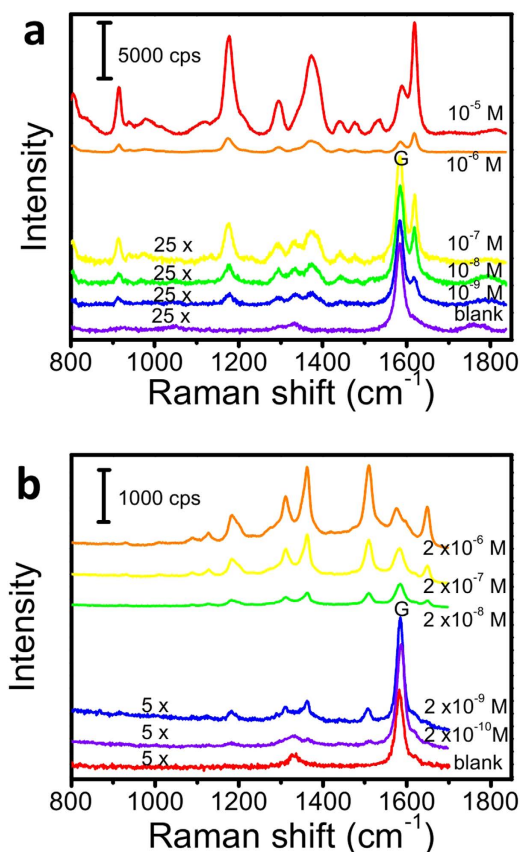 a
5000 cps
10⁻⁵ M
10⁻⁶ M
G
10⁻⁷ M
25 x
10⁻⁸ M
25 x
10⁻⁹ M
25 x
blank
25 x
Intensity
800 1000 1200 1400 1600 1800
Raman shift (cm⁻¹)
b
1000 cps
2 x10⁻⁶ M
2 x10⁻⁷ M
2 x10⁻⁸ M
G
5 x
2 x10⁻⁹ M
5 x
2 x10⁻¹⁰M
5 x
blank
Intensity
800 1000 1200 1400 1600 1800
Raman shift (cm⁻¹)